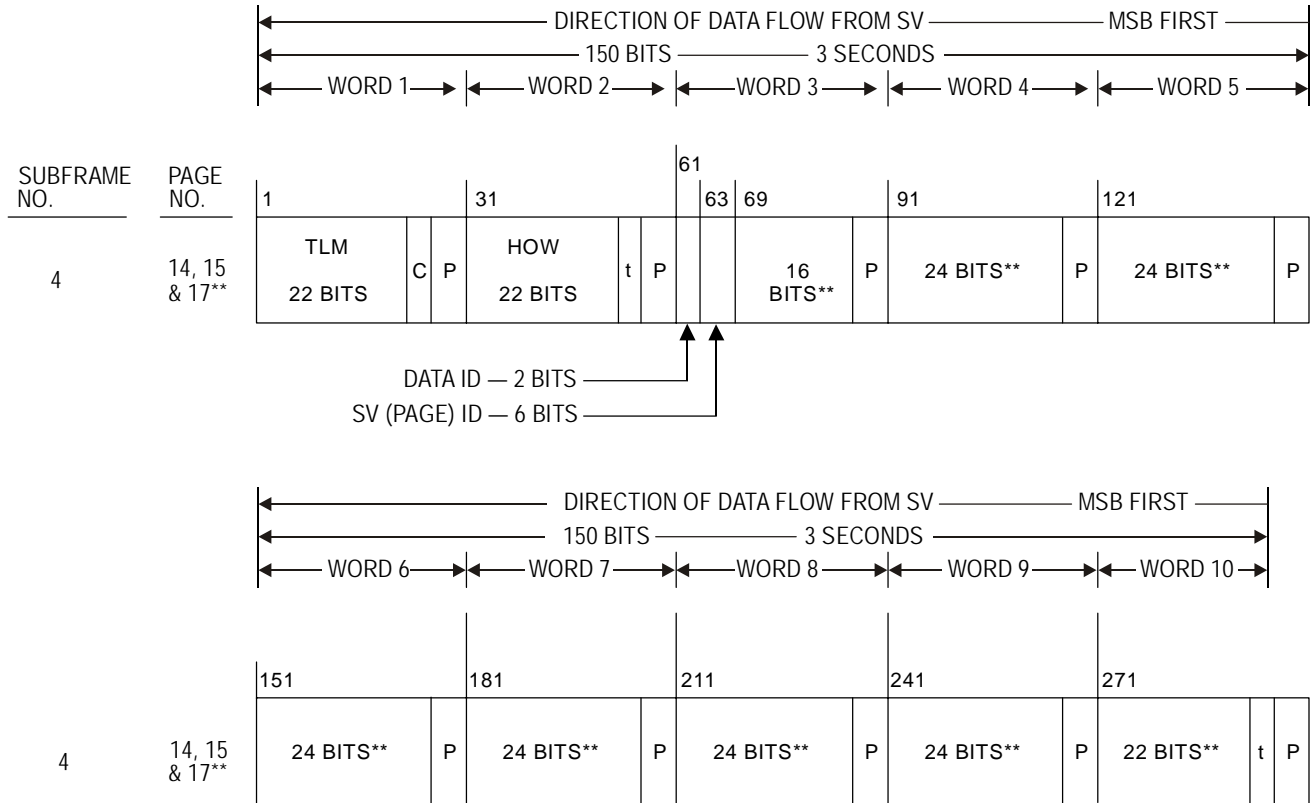 DIRECTION OF DATA FLOW FROM SV MSB FIRST
150 BITS 3 SECONDS
WORD 1 WORD 2 WORD 3 WORD 4 WORD 5
SUBFRAME NO. PAGE NO.
1 31 61 63 69 91 121
4 14, 15 & 17** TLM 22 BITS C P HOW 22 BITS t P 16 BITS** P 24 BITS** P 24 BITS** P
DATA ID — 2 BITS
SV (PAGE) ID — 6 BITS
DIRECTION OF DATA FLOW FROM SV MSB FIRST
150 BITS 3 SECONDS
WORD 6 WORD 7 WORD 8 WORD 9 WORD 10
151 181 211 241 271
4 14, 15 & 17** 24 BITS** P 24 BITS** P 24 BITS** P 24 BITS** P 22 BITS** t P